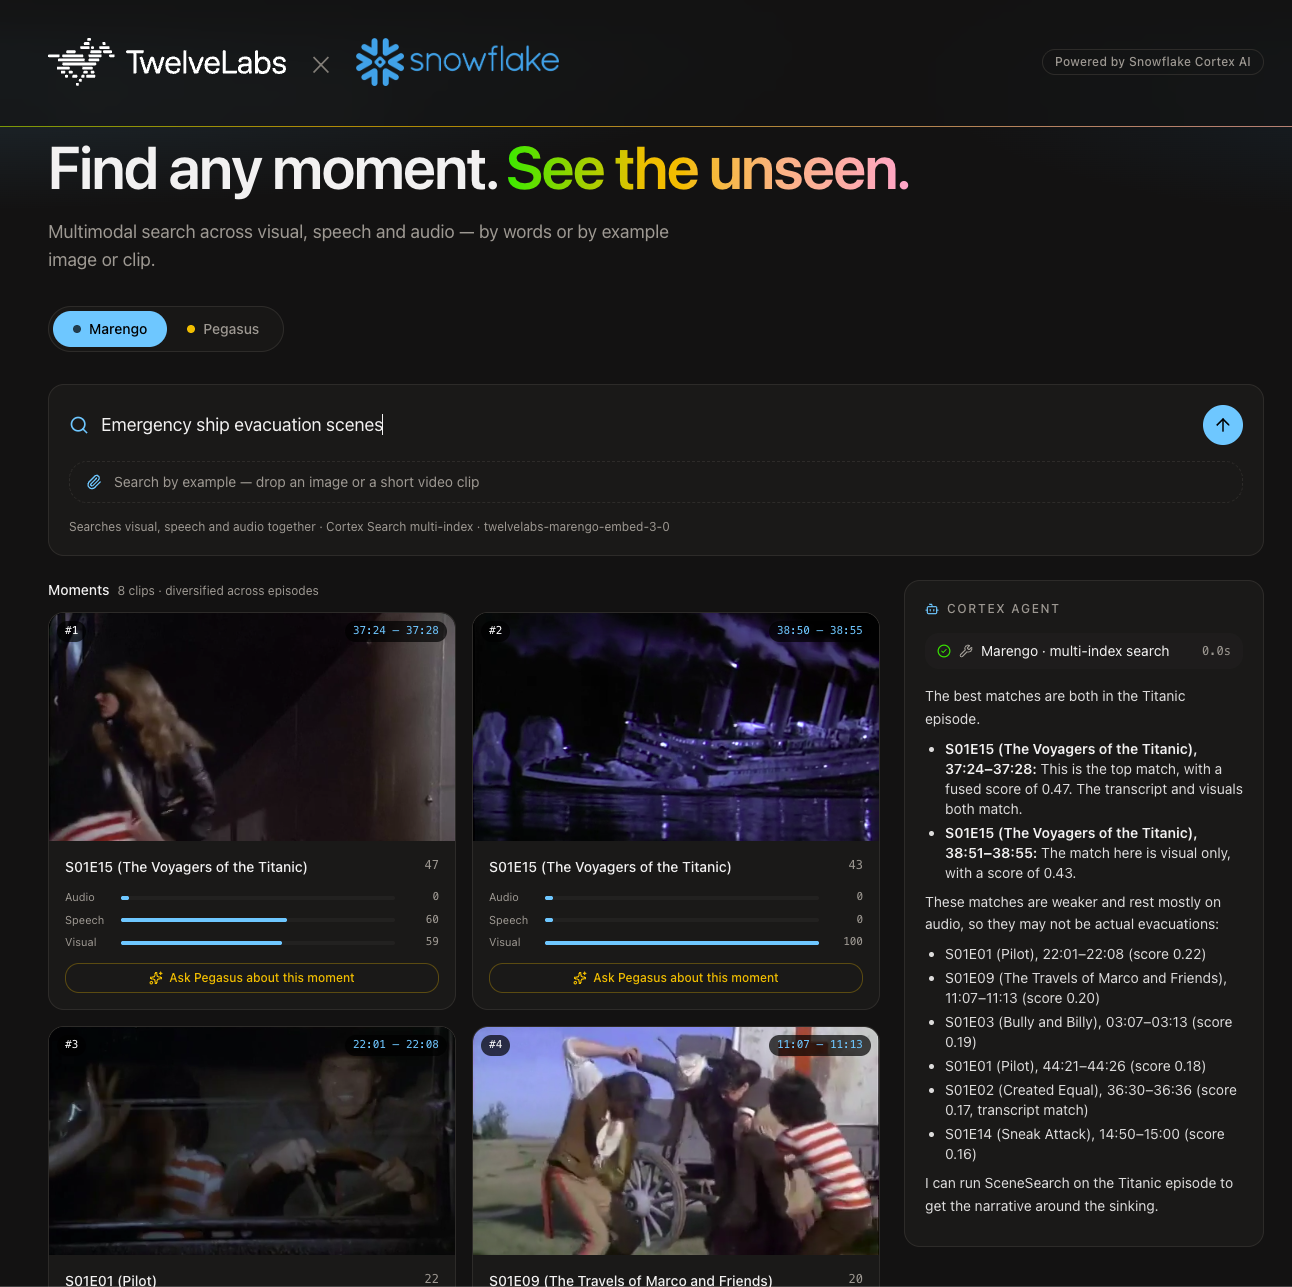 TwelveLabs × snowflake
Powered by Snowflake Cortex AI
Find any moment. See the unseen.
Multimodal search across visual, speech and audio — by words or by example
image or clip.
Marengo
Pegasus
Emergency ship evacuation scenes
Search by example — drop an image or a short video clip
Searches visual, speech and audio together · Cortex Search multi-index · twelvelabs-marengo-embed-3-0
Moments 8 clips · diversified across episodes
#1 37:24 – 37:28
S01E15 (The Voyagers of the Titanic) 47
Audio 0
Speech 60
Visual 59
Ask Pegasus about this moment
#2 38:50 – 38:55
S01E15 (The Voyagers of the Titanic) 43
Audio 0
Speech 0
Visual 100
Ask Pegasus about this moment
#3 22:01 – 22:08
S01E01 (Pilot) 22
#4 11:07 – 11:13
S01E09 (The Travels of Marco and Friends) 20
CORTEX AGENT
Marengo · multi-index search 0.0s
The best matches are both in the Titanic
episode.
• S01E15 (The Voyagers of the Titanic),
37:24–37:28: This is the top match, with a
fused score of 0.47. The transcript and visuals
both match.
• S01E15 (The Voyagers of the Titanic),
38:51–38:55: The match here is visual only,
with a score of 0.43.
These matches are weaker and rest mostly on
audio, so they may not be actual evacuations:
• S01E01 (Pilot), 22:01–22:08 (score 0.22)
• S01E09 (The Travels of Marco and Friends),
11:07–11:13 (score 0.20)
• S01E03 (Bully and Billy), 03:07–03:13 (score
0.19)
• S01E01 (Pilot), 44:21–44:26 (score 0.18)
• S01E02 (Created Equal), 36:30–36:36 (score
0.17, transcript match)
• S01E14 (Sneak Attack), 14:50–15:00 (score
0.16)
I can run SceneSearch on the Titanic episode to
get the narrative around the sinking.